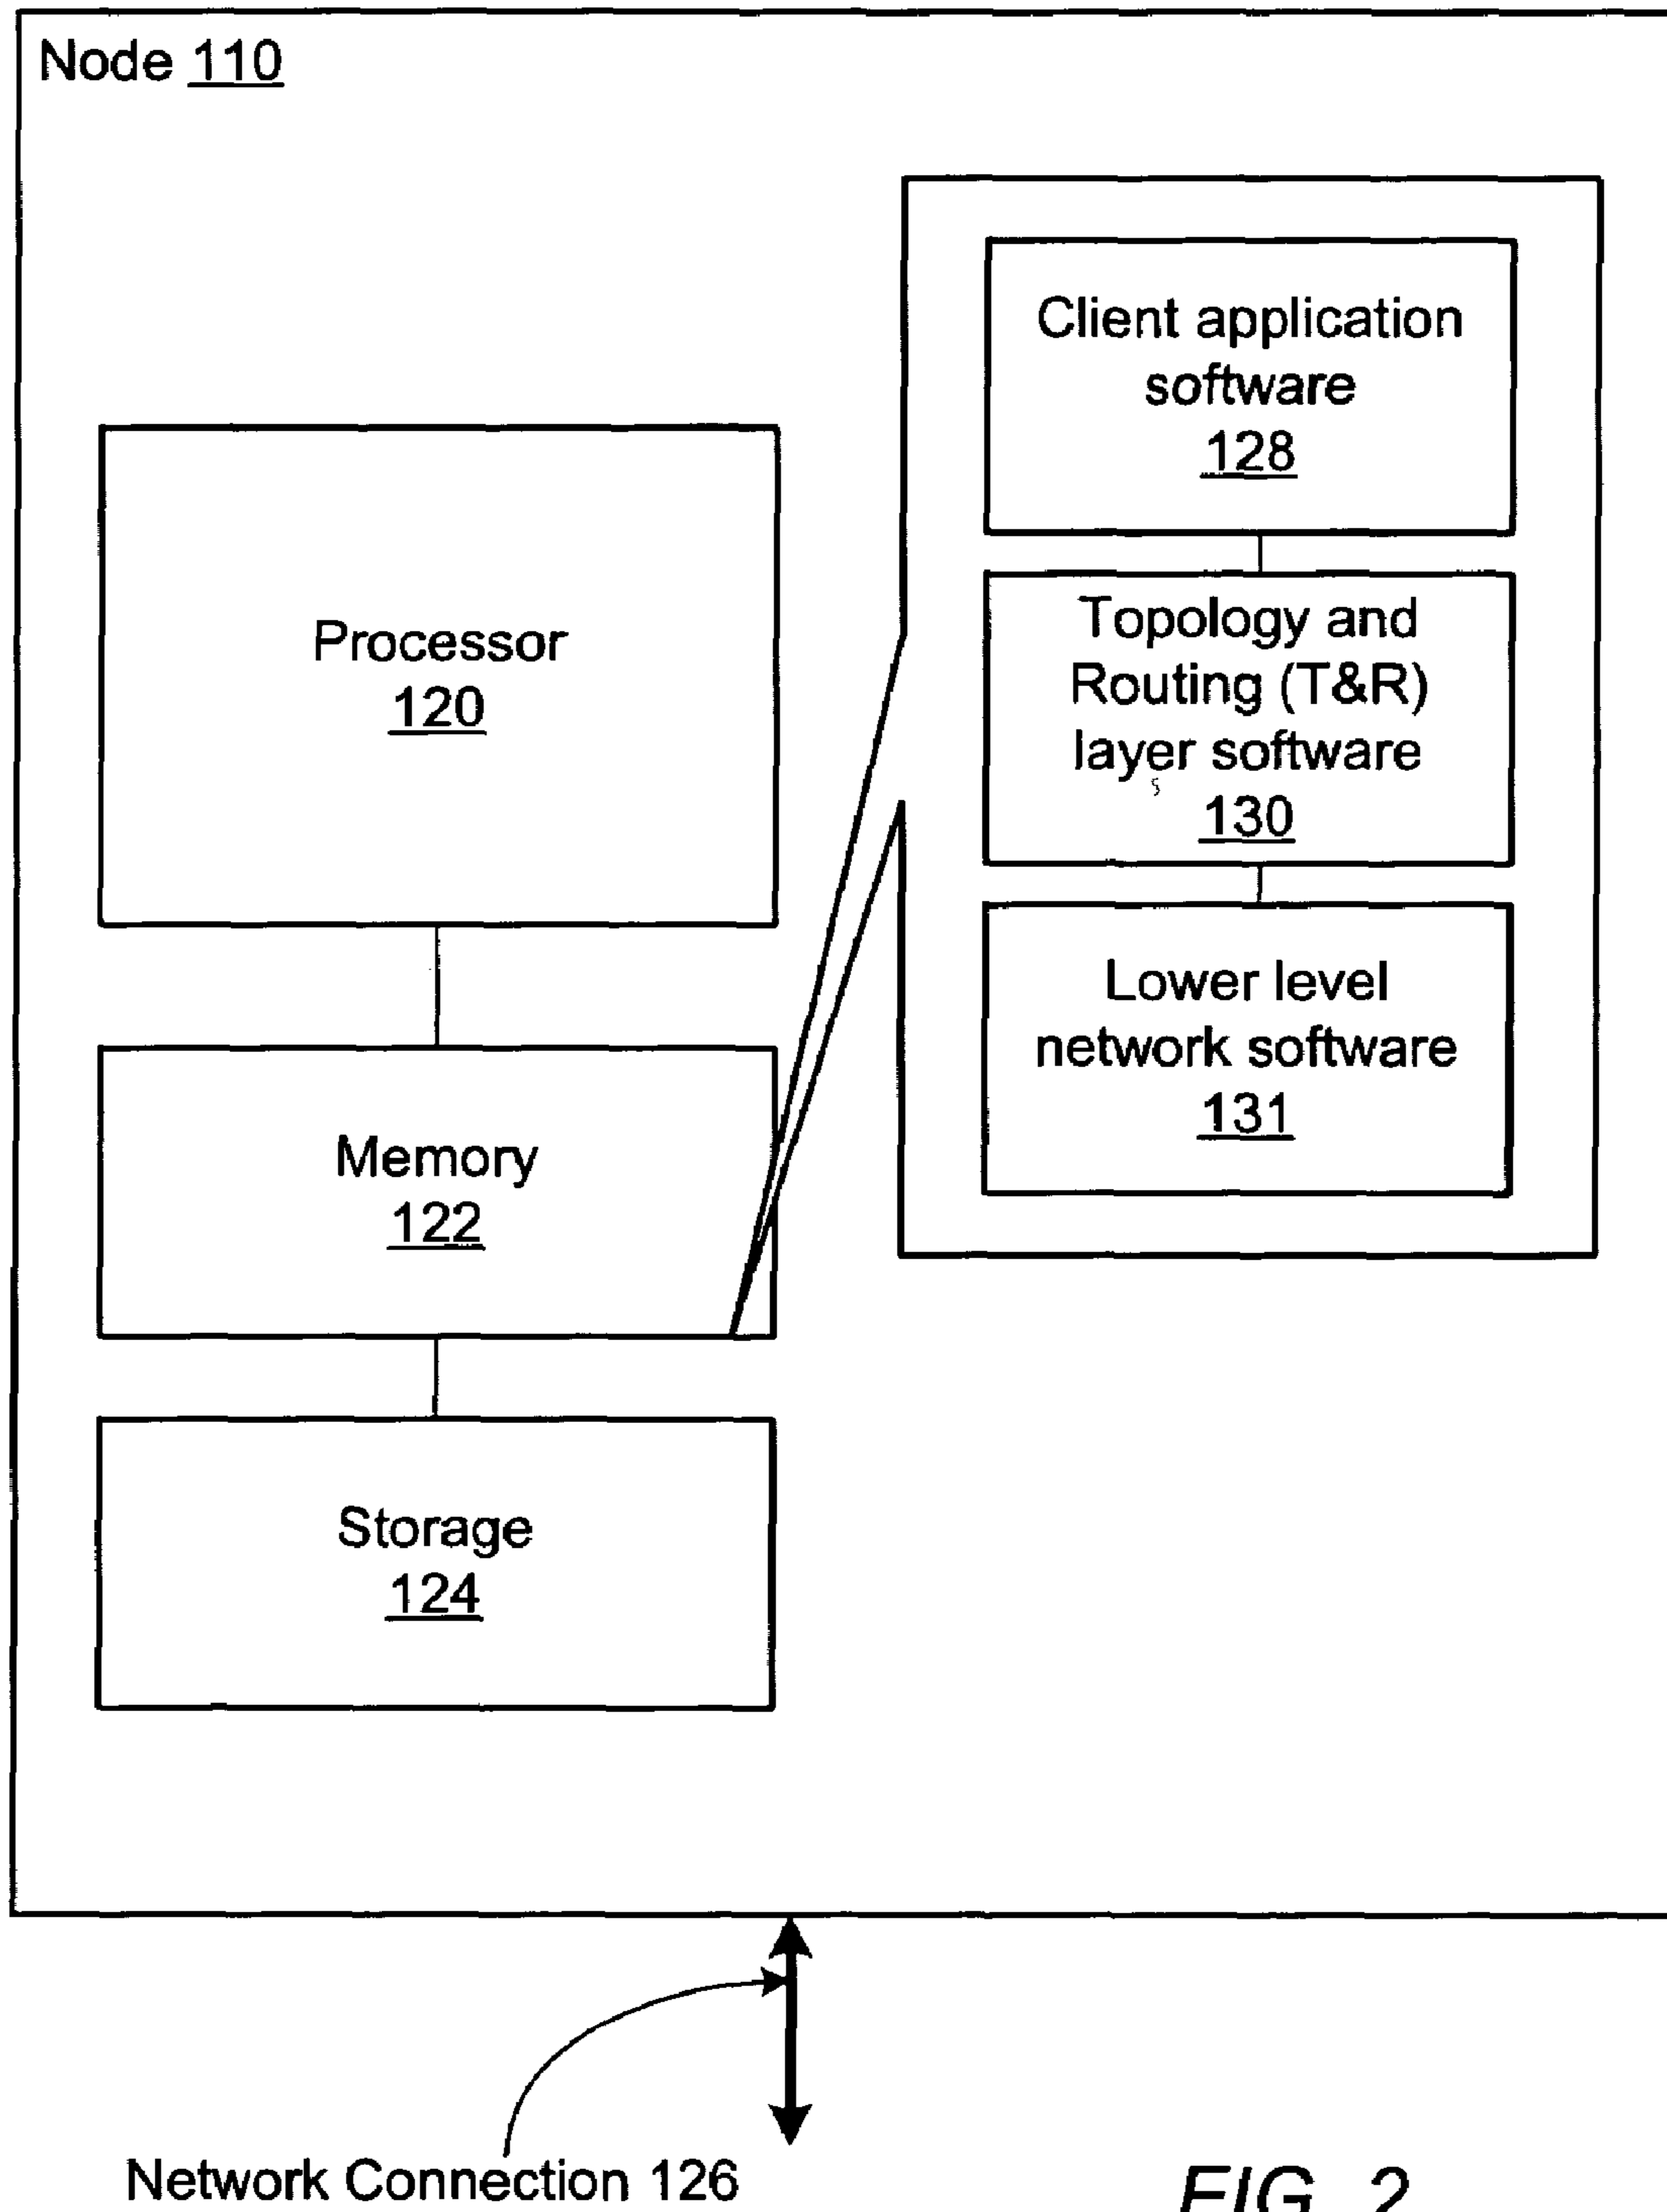 Node 110
Client application
software
128
Processor
120
Topology and
Routing (T&R)
layer software
130
Lower level
network software
131
Memory
122
Storage
124
Network Connection 126
FIG. 2